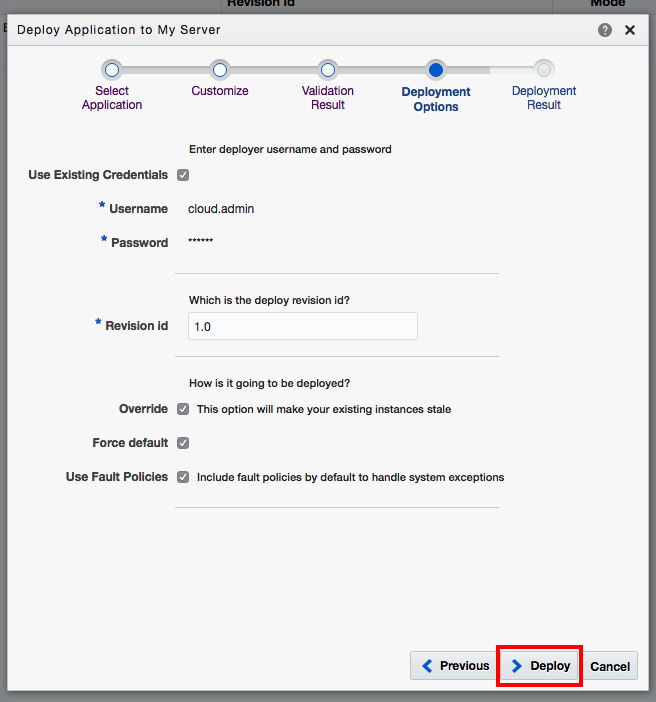 Revision Id Mode
Deploy Application to My Server
Select Application
Customize
Validation Result
Deployment Options
Deployment Result
Enter deployer username and password
Use Existing Credentials
* Username cloud.admin
* Password ******
Which is the deploy revision id?
* Revision id 1.0
How is it going to be deployed?
Override This option will make your existing instances stale
Force default
Use Fault Policies Include fault policies by default to handle system exceptions
Previous Deploy Cancel